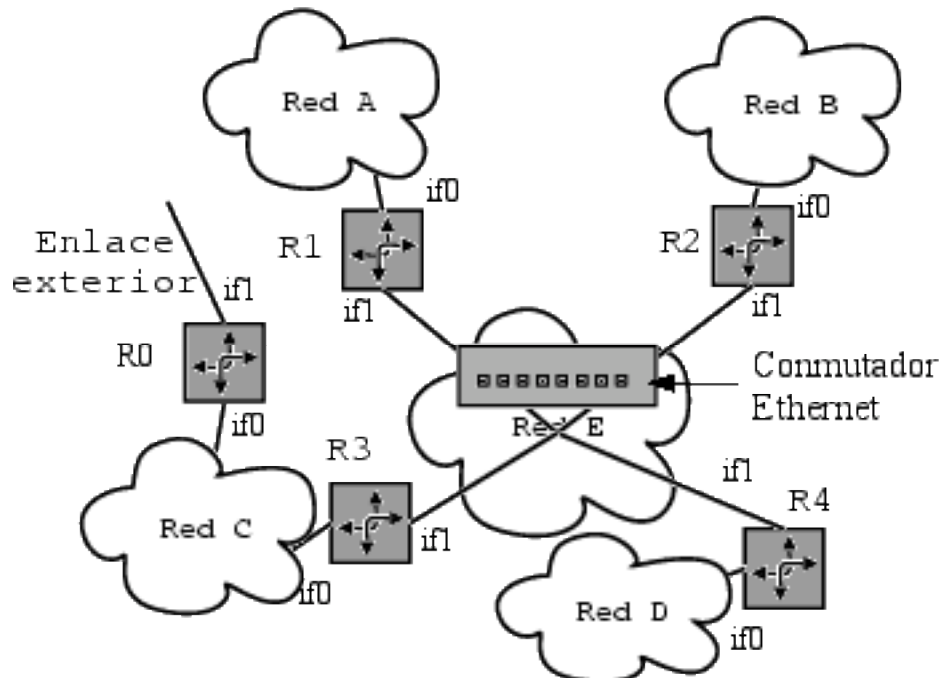 Red A
Red B
if0
if0
R1
R2
Enlace
exterior
if1
if1
if1
R0
Conmutador
Ethernet
if0
Red E
R3
if1
R4
Red C
if1
if0
Red D
if0